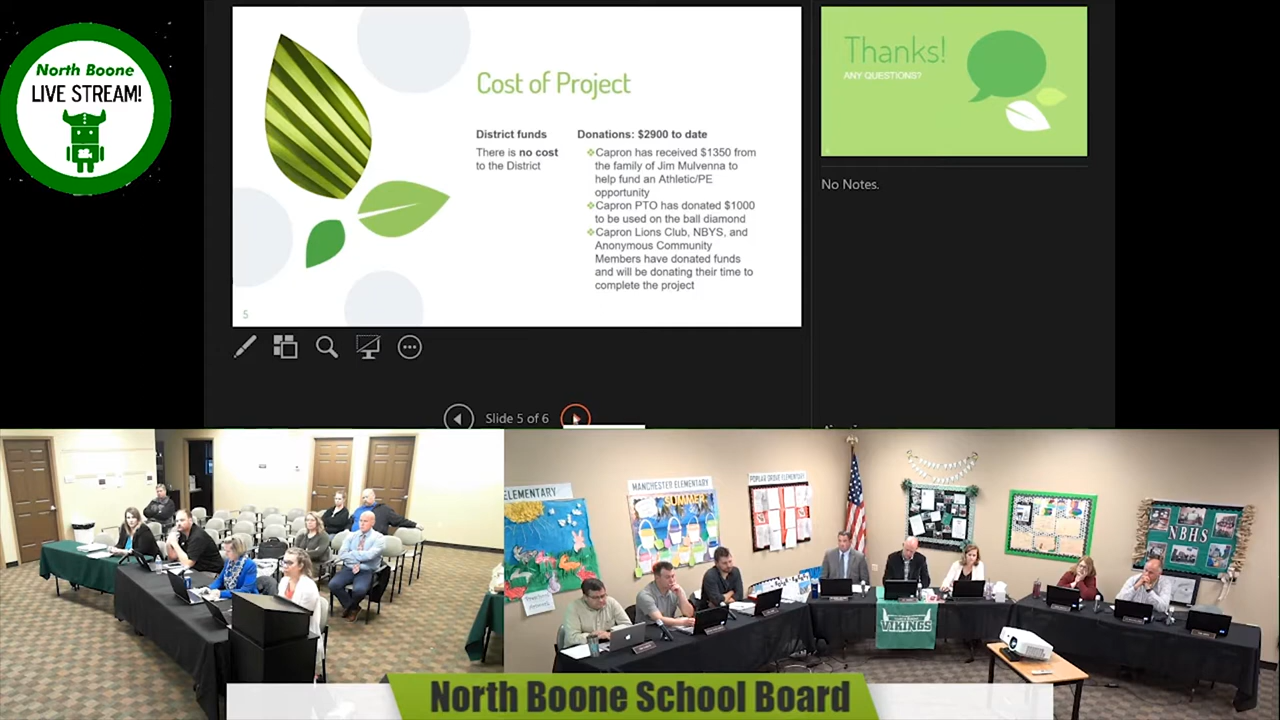 North Boone
LIVE STREAM!
Cost of Project
District funds
There is no cost
to the District
Donations: $2900 to date
Capron has received $1350 from
the family of Jim Mulvenna to
help fund an Athletic/PE
opportunity
Capron PTO has donated $1000
to be used on the ball diamond
Capron Lions Club, NBYS, and
Anonymous Community
Members have donated funds
and will be donating their time to
complete the project
5
Thanks!
ANY QUESTIONS?
No Notes.
Slide 5 of 6
ELEMENTARY
MANCHESTER ELEMENTARY
SUMMER
POPLAR GROVE ELEMENTARY
NBHS
VIKINGS
North Boone School Board